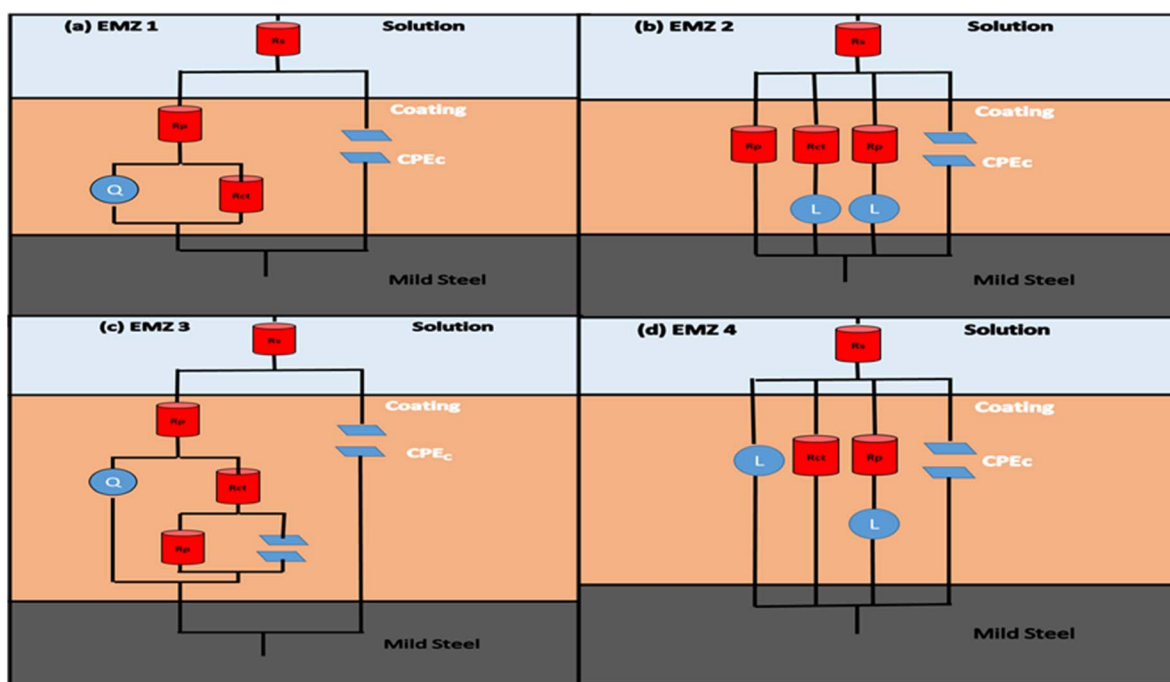 (a) EMZ 1
Rs
Solution
Rp
Coating
CPEc
Q
Rct
Mild Steel
(b) EMZ 2
Rs
Solution
Coating
Rp
Rct
Rp
CPEc
L
L
Mild Steel
(c) EMZ 3
Rs
Solution
Coating
Rp
CPEc
Q
Rct
Rp
Mild Steel
(d) EMZ 4
Rs
Solution
Coating
L
Rct
Rp
CPEc
L
Mild Steel